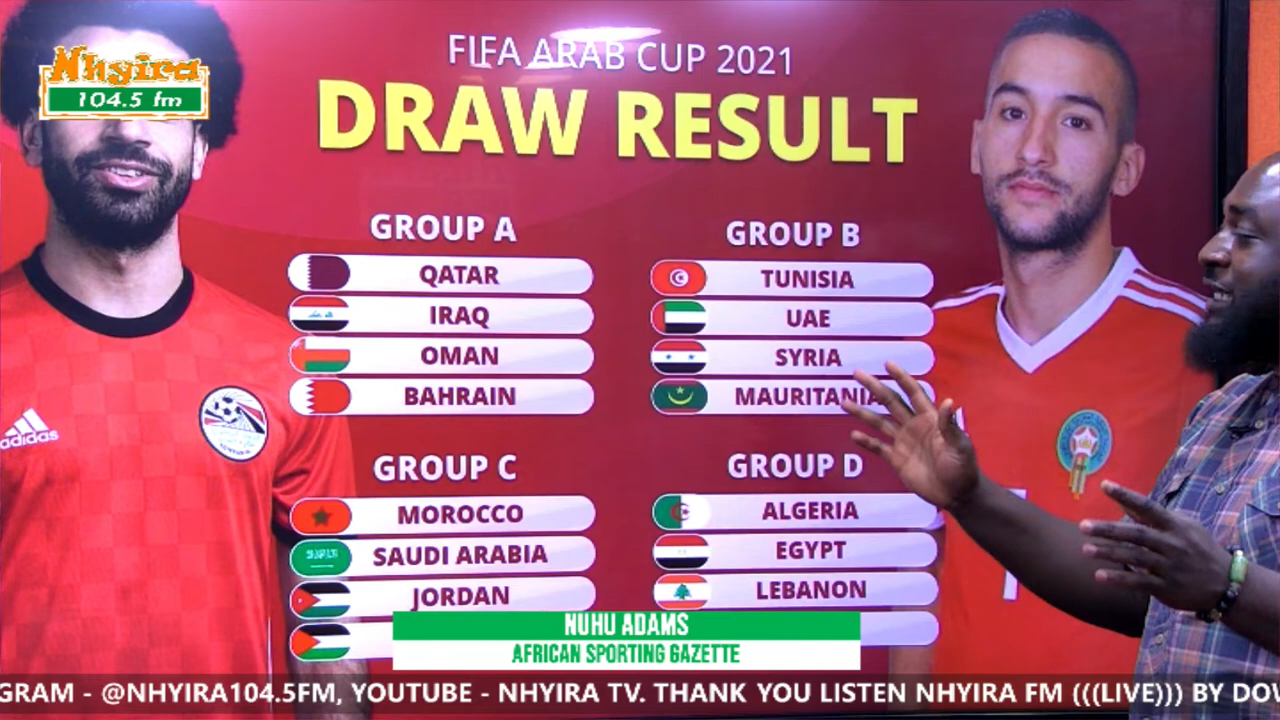 Nhyira
104.5 fm
FIFA ARAB CUP 2021
DRAW RESULT
GROUP A
QATAR
IRAQ
OMAN
BAHRAIN
GROUP B
TUNISIA
UAE
SYRIA
MAURITANIA
GROUP C
MOROCCO
SAUDI ARABIA
JORDAN
GROUP D
ALGERIA
EGYPT
LEBANON
adidas
NUHU ADAMS
AFRICAN SPORTING GAZETTE
GRAM - @NHYIRA104.5FM, YOUTUBE - NHYIRA TV. THANK YOU LISTEN NHYIRA FM (((LIVE))) BY DOW